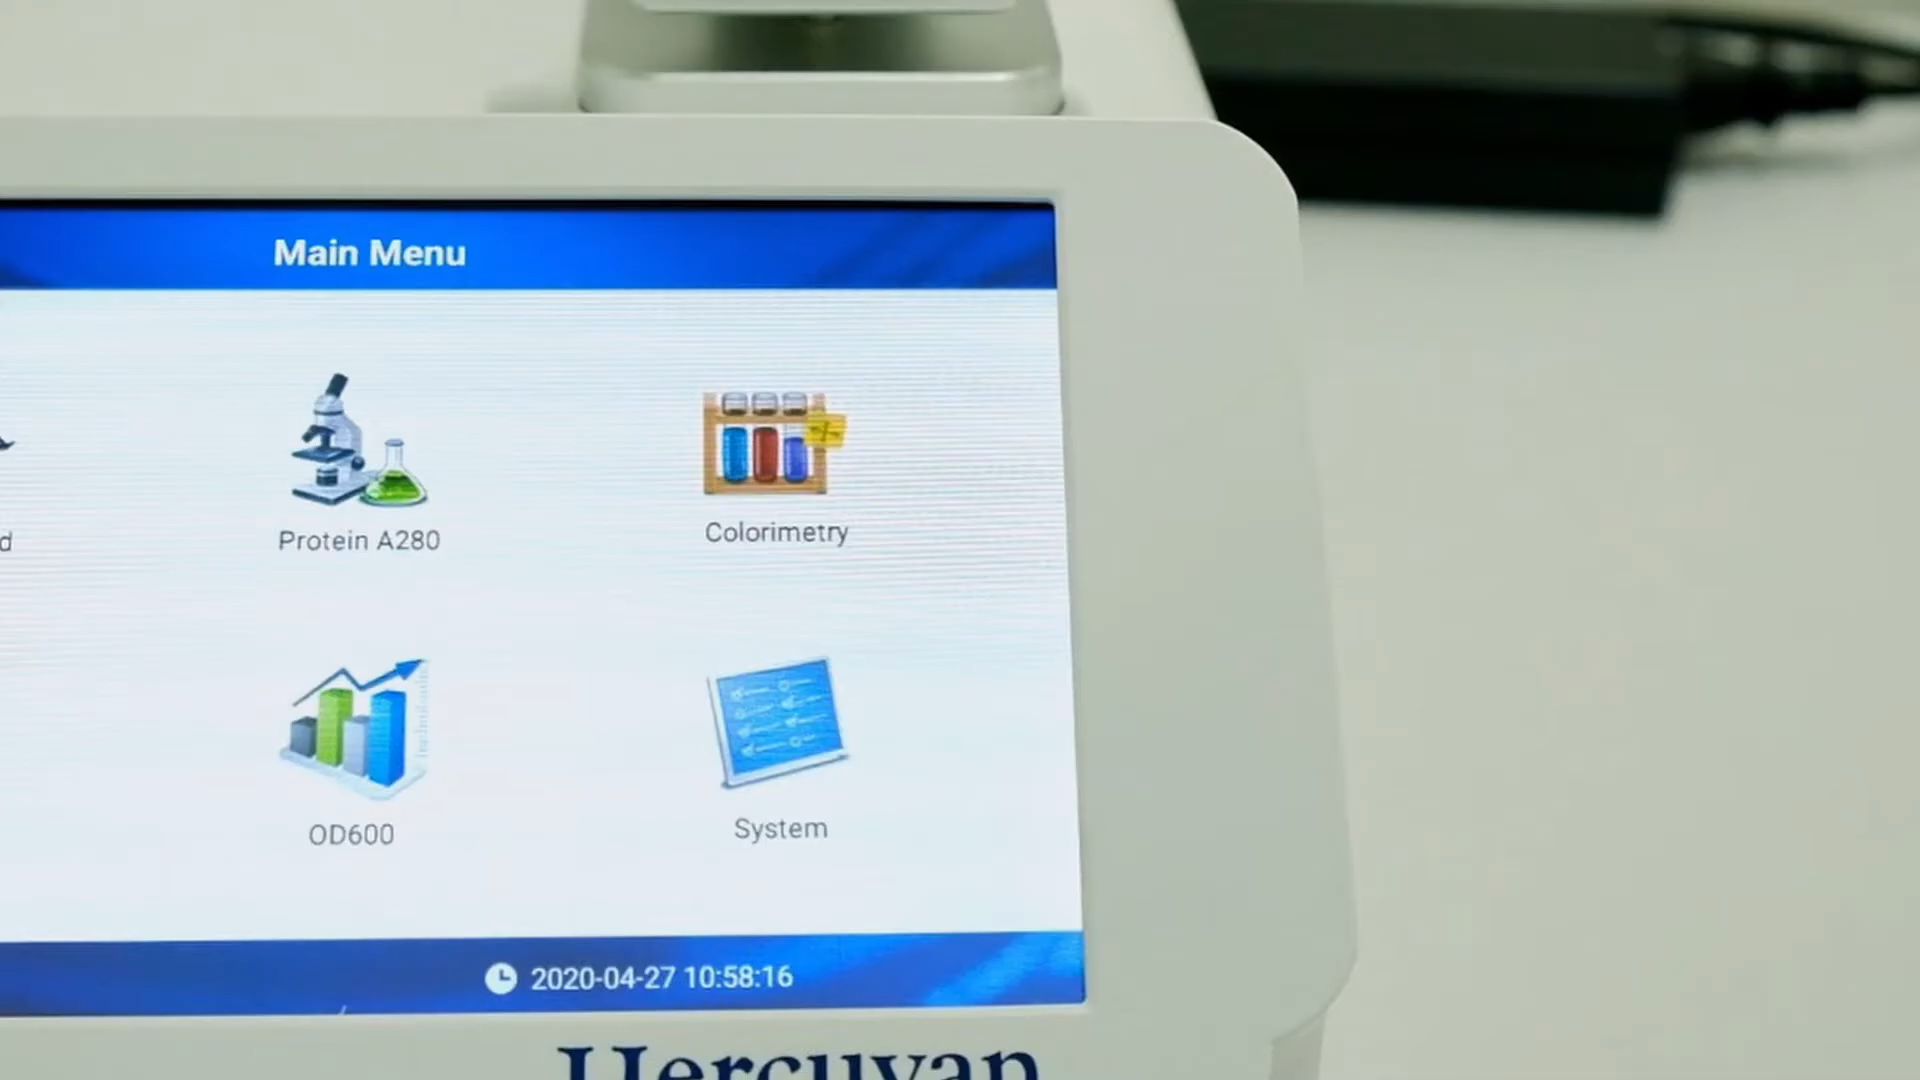 Main Menu
d
Protein A280
Colorimetry
OD600
System
2020-04-27 10:58:16
Hercuvan